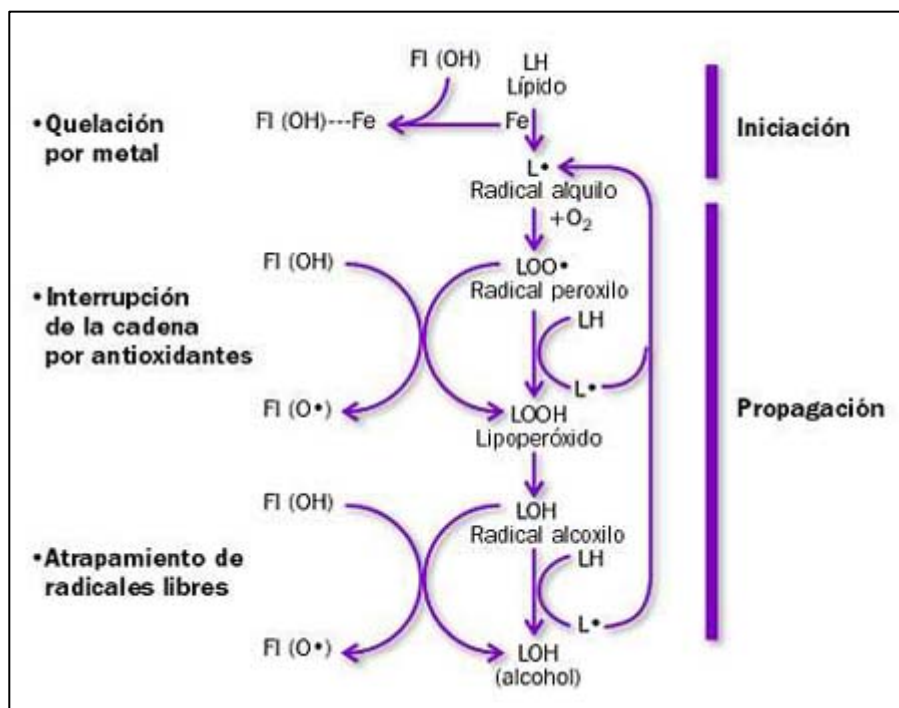 Fl (OH)
LH
Lípido
• Quelación
por metal
Fl (OH)---Fe
Fe
Iniciación
L•
Radical alquilo
+O₂
Fl (OH)
LOO•
Radical peroxilo
• Interrupción
de la cadena
por antioxidantes
LH
L•
Fl (O•)
LOOH
Lipoperóxido
Propagación
Fl (OH)
LOH
Radical alcoxilo
• Atrapamiento de
radicales libres
LH
L•
Fl (O•)
LOH
(alcohol)